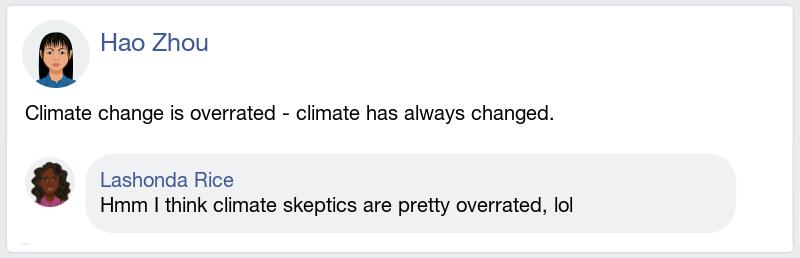 Hao Zhou
Climate change is overrated - climate has always changed.
Lashonda Rice
Hmm I think climate skeptics are pretty overrated, lol